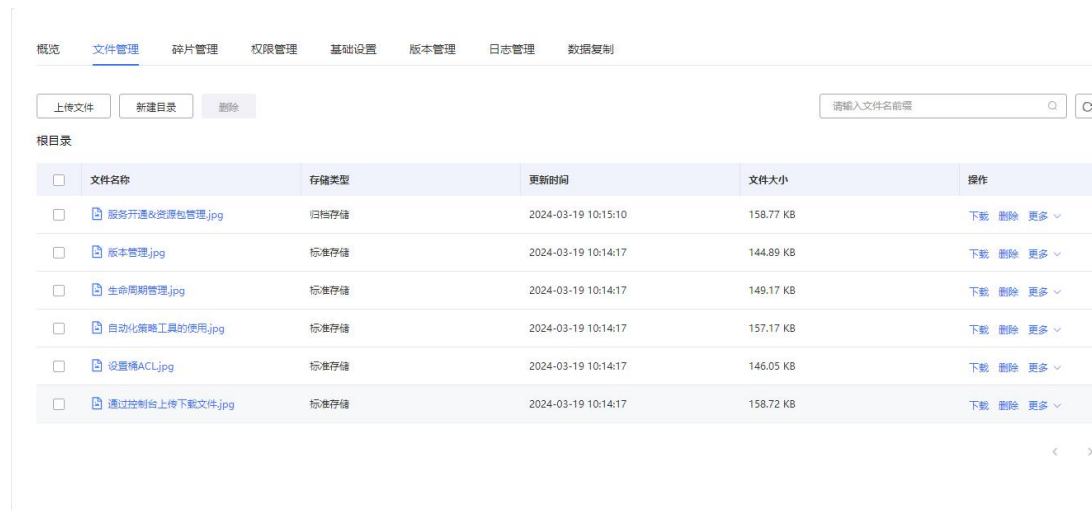 概览 文件管理 碎片管理 权限管理 基础设置 版本管理 日志管理 数据复制
上传文件 新建目录 删除 请输入文件名前缀
根目录
文件名称 存储类型 更新时间 文件大小 操作
服务开通&资源包管理.jpg 归档存储 2024-03-19 10:15:10 158.77 KB 下载 删除 更多
版本管理.jpg 标准存储 2024-03-19 10:14:17 144.89 KB 下载 删除 更多
生命周期管理.jpg 标准存储 2024-03-19 10:14:17 149.17 KB 下载 删除 更多
自动化策略工具的使用.jpg 标准存储 2024-03-19 10:14:17 157.17 KB 下载 删除 更多
设置桶ACL.jpg 标准存储 2024-03-19 10:14:17 146.05 KB 下载 删除 更多
通过控制台上传下载文件.jpg 标准存储 2024-03-19 10:14:17 158.72 KB 下载 删除 更多